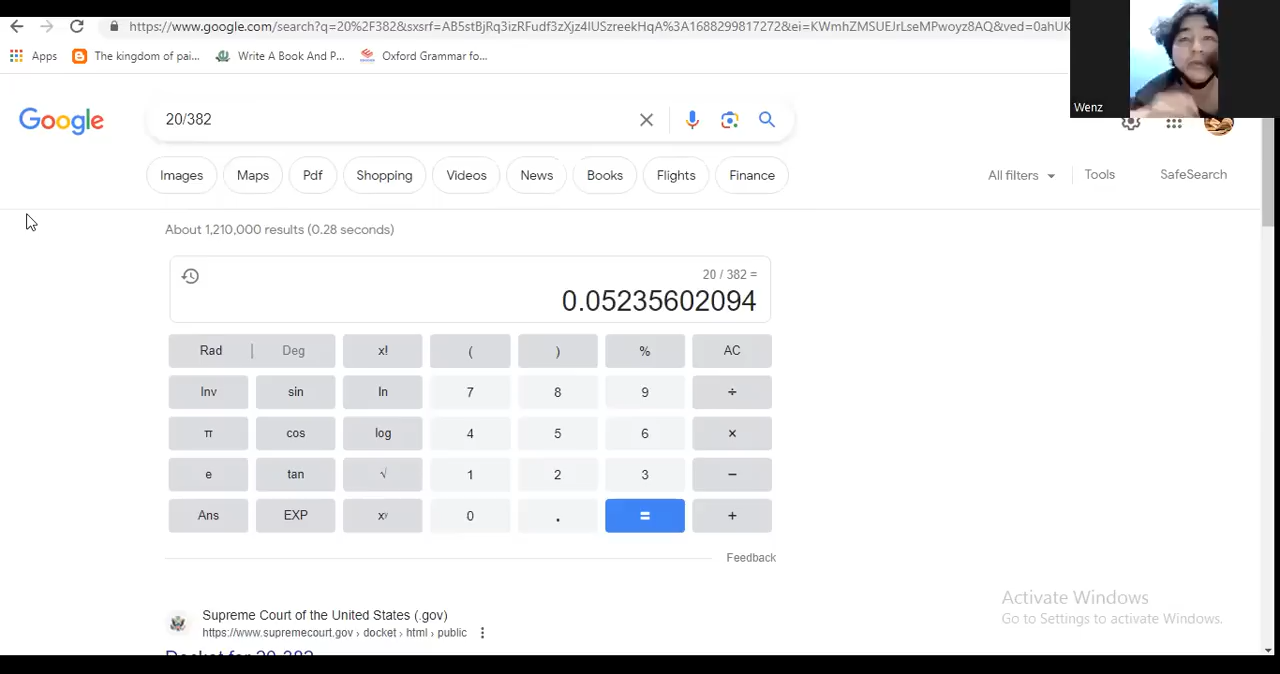 https://www.google.com/search?q=20%2F382&sxsrf=AB5stBjRq3izRFudf3zXjz4lUSzreekHqA%3A1688299817272&ei=KWmhZMSUEJrLseMPwoyz8AQ&ved=0ahUK
Apps The kingdom of pai... Write A Book And P... Oxford Grammar fo...
Wenz
Google 20/382
Images Maps Pdf Shopping Videos News Books Flights Finance All filters Tools SafeSearch
About 1,210,000 results (0.28 seconds)
20 / 382 =
0.05235602094
Rad | Deg x! ( ) % AC
Inv sin ln 7 8 9 ÷
π cos log 4 5 6 ×
e tan √ 1 2 3 −
Ans EXP xʸ 0 . = +
Feedback
Supreme Court of the United States (.gov)
https://www.supremecourt.gov › docket › html › public
Docket for 20-382
Activate Windows
Go to Settings to activate Windows.